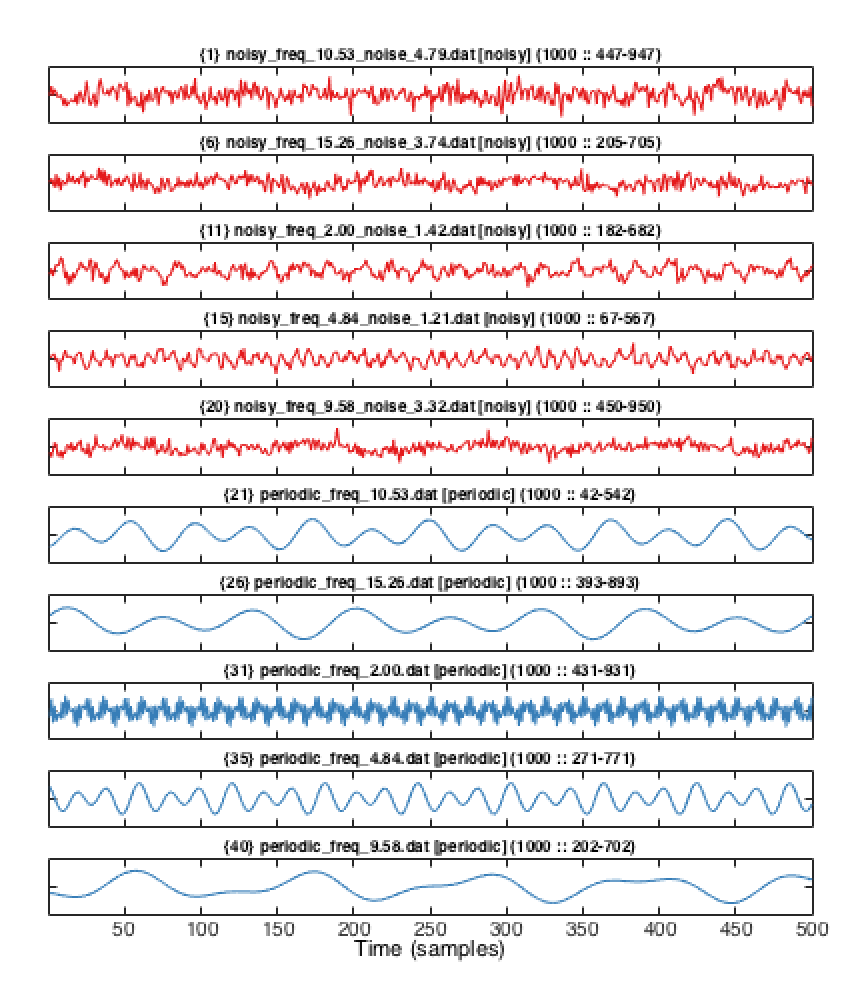 {1} noisy_freq_10.53_noise_4.79.dat [noisy] (1000 :: 447-947)
{6} noisy_freq_15.26_noise_3.74.dat [noisy] (1000 :: 205-705)
{11} noisy_freq_2.00_noise_1.42.dat [noisy] (1000 :: 182-682)
{15} noisy_freq_4.84_noise_1.21.dat [noisy] (1000 :: 67-567)
{20} noisy_freq_9.58_noise_3.32.dat [noisy] (1000 :: 450-950)
{21} periodic_freq_10.53.dat [periodic] (1000 :: 42-542)
{26} periodic_freq_15.26.dat [periodic] (1000 :: 393-893)
{31} periodic_freq_2.00.dat [periodic] (1000 :: 431-931)
{35} periodic_freq_4.84.dat [periodic] (1000 :: 271-771)
{40} periodic_freq_9.58.dat [periodic] (1000 :: 202-702)
50 100 150 200 250 300 350 400 450 500
Time (samples)